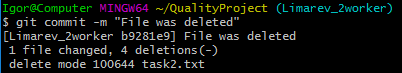 Igor@Computer MINGW64 ~/QualityProject (Limarev_2worker)
$ git commit -m "File was deleted"
[Limarev_2worker b9281e9] File was deleted
 1 file changed, 4 deletions(-)
 delete mode 100644 task2.txt